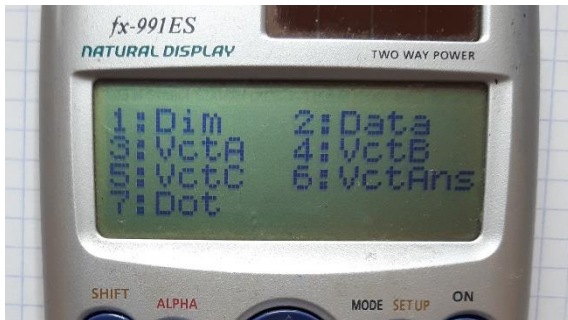 fx-991ES
NATURAL DISPLAY
TWO WAY POWER
1:Dim 2:Data
3:VctA 4:VctB
5:VctC 6:VctAns
7:Dot
SHIFT ALPHA MODE SETUP ON